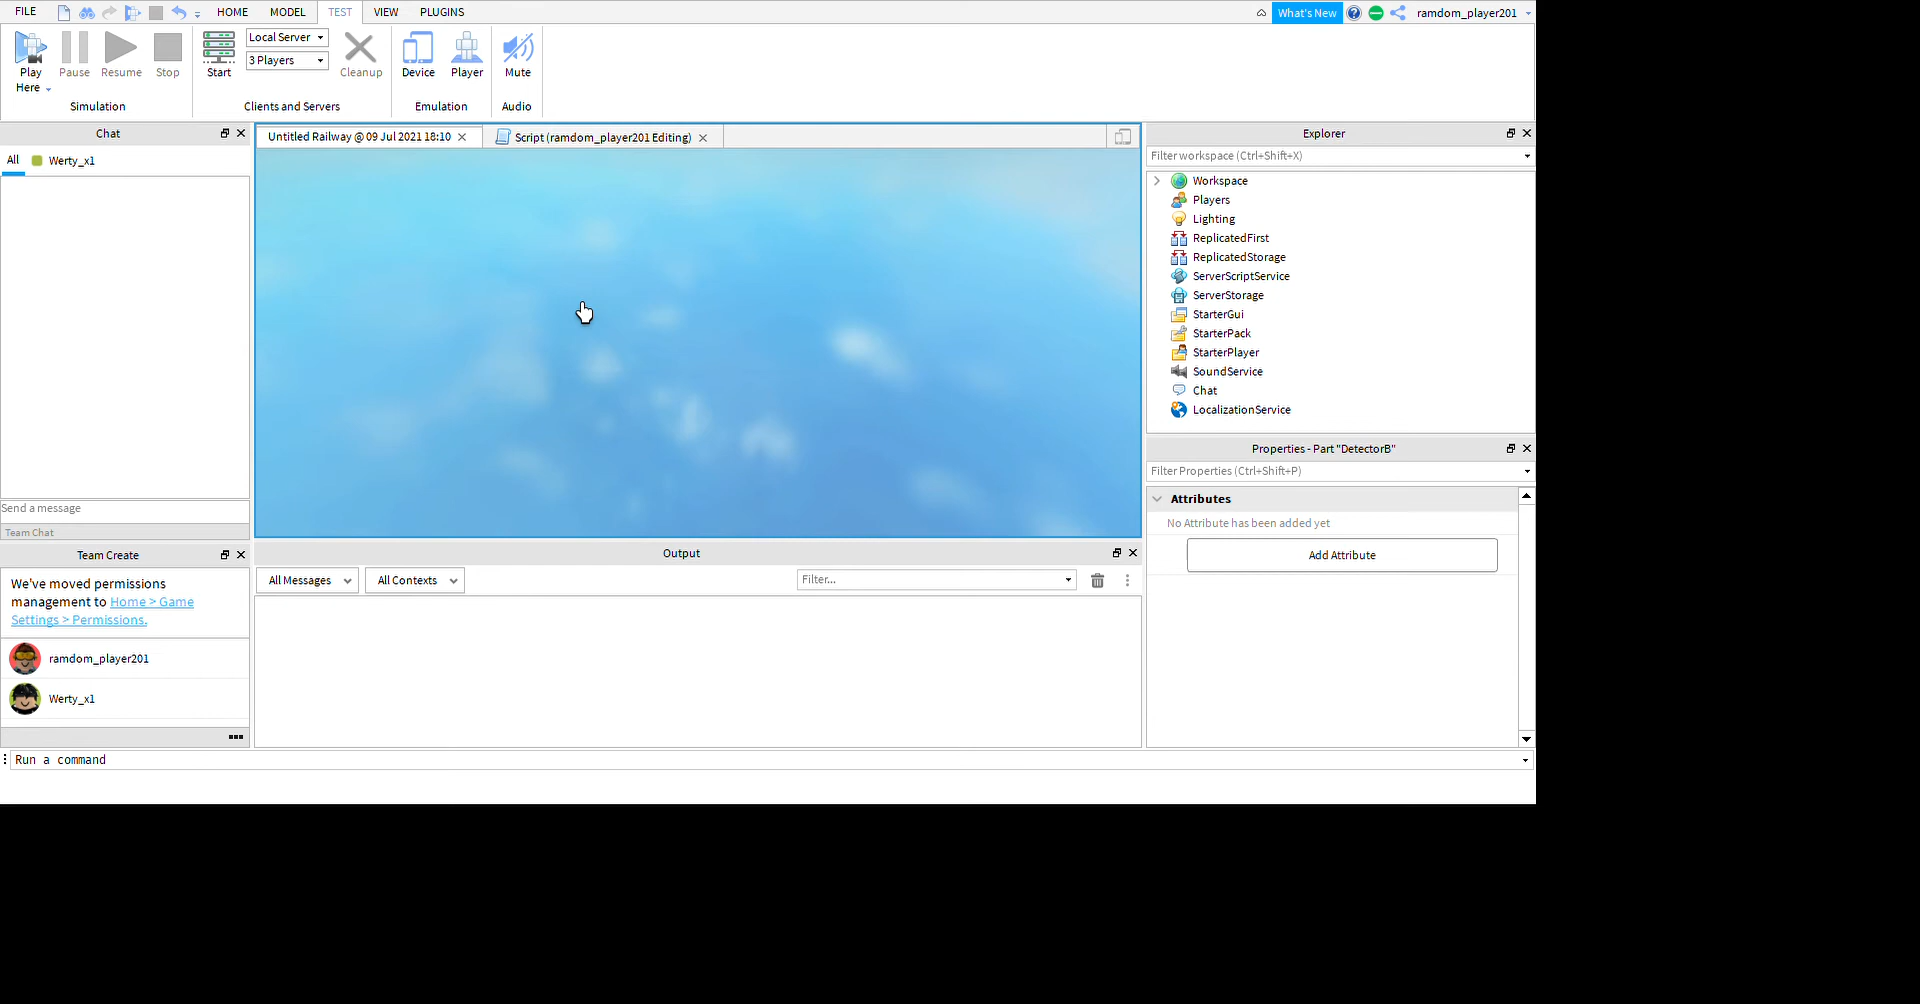 FILE
HOME
MODEL
TEST
VIEW
PLUGINS
What's New
ramdom_player201
Play
Here
Pause
Resume
Stop
Simulation
Start
Local Server
3 Players
Cleanup
Clients and Servers
Device
Player
Emulation
Mute
Audio
Chat
All
Werty_x1
Send a message
Team Chat
Team Create
We've moved permissions
management to Home > Game
Settings > Permissions.
ramdom_player201
Werty_x1
Untitled Railway @ 09 Jul 2021 18:10
Script (ramdom_player201 Editing)
Output
All Messages
All Contexts
Filter...
Explorer
Filter workspace (Ctrl+Shift+X)
Workspace
Players
Lighting
ReplicatedFirst
ReplicatedStorage
ServerScriptService
ServerStorage
StarterGui
StarterPack
StarterPlayer
SoundService
Chat
LocalizationService
Properties - Part "DetectorB"
Filter Properties (Ctrl+Shift+P)
Attributes
No Attribute has been added yet
Add Attribute
Run a command